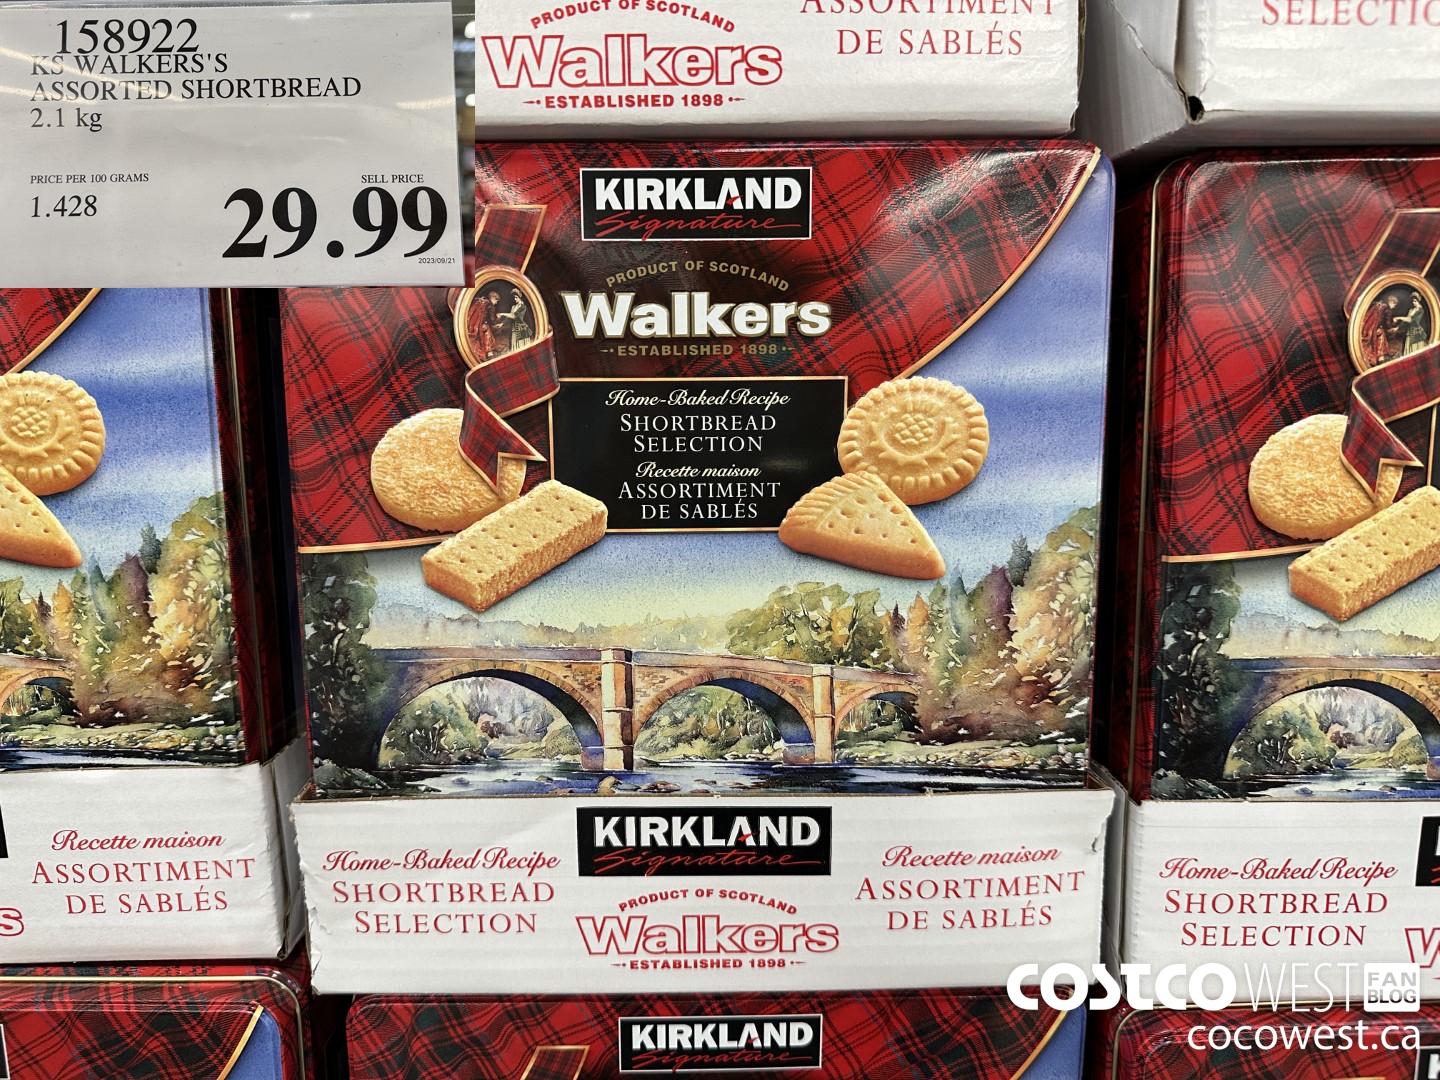 158922
KS WALKERS'S
ASSORTED SHORTBREAD
2.1 kg
PRICE PER 100 GRAMS
1.428
SELL PRICE
29.99
2023/09/21
PRODUCT OF SCOTLAND
Walkers
ESTABLISHED 1898
ASSORTIMENT
DE SABLÉS
SELECTIO
KIRKLAND
Signature
PRODUCT OF SCOTLAND
Walkers
ESTABLISHED 1898
Home-Baked Recipe
SHORTBREAD
SELECTION
Recette maison
ASSORTIMENT
DE SABLÉS
s
Recette maison
ASSORTIMENT
DE SABLÉS
Home-Baked Recipe
SHORTBREAD
SELECTION
KIRKLAND
Signature
PRODUCT OF SCOTLAND
Walkers
ESTABLISHED 1898
Recette maison
ASSORTIMENT
DE SABLÉS
Home-Baked Recipe
SHORTBREAD
SELECTION
K
W
KIRKLAND
Signature
K
COSTCO WEST FAN BLOG
cocowest.ca